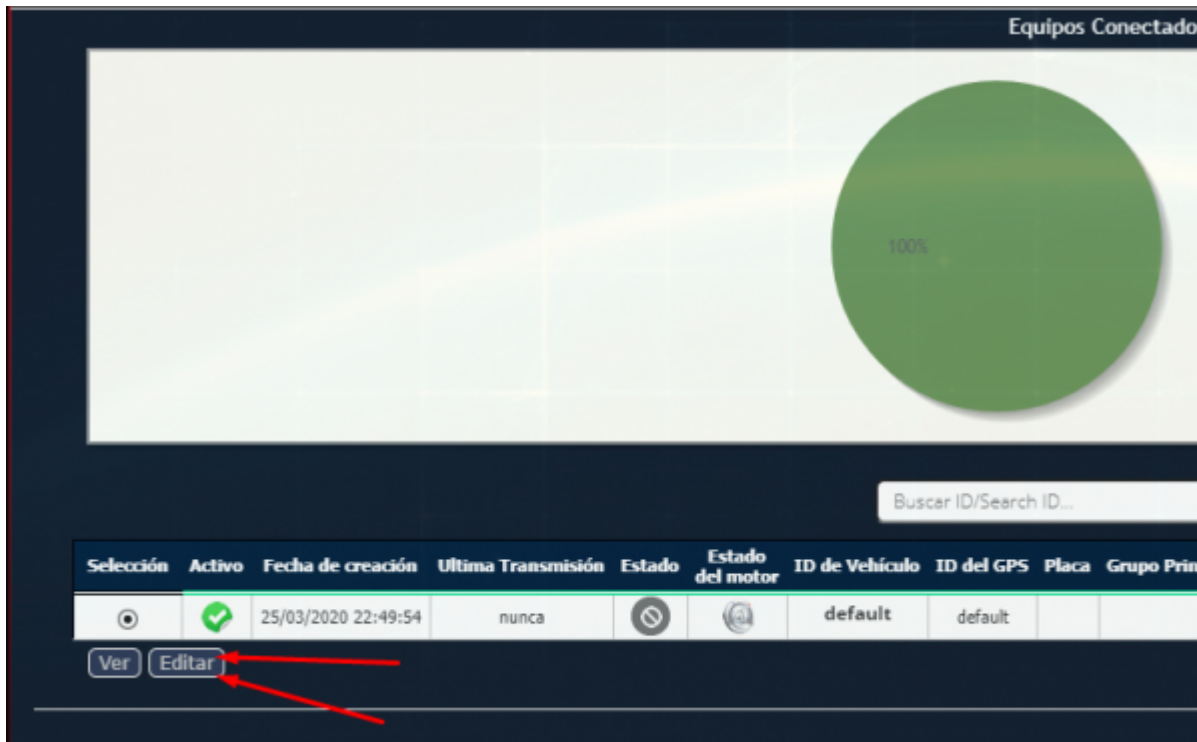 Equipos Conectado
100%
Buscar ID/Search ID...
Selección Activo Fecha de creación Ultima Transmisión Estado Estado del motor ID de Vehículo ID del GPS Placa Grupo Prin
25/03/2020 22:49:54 nunca default default
Ver Editar